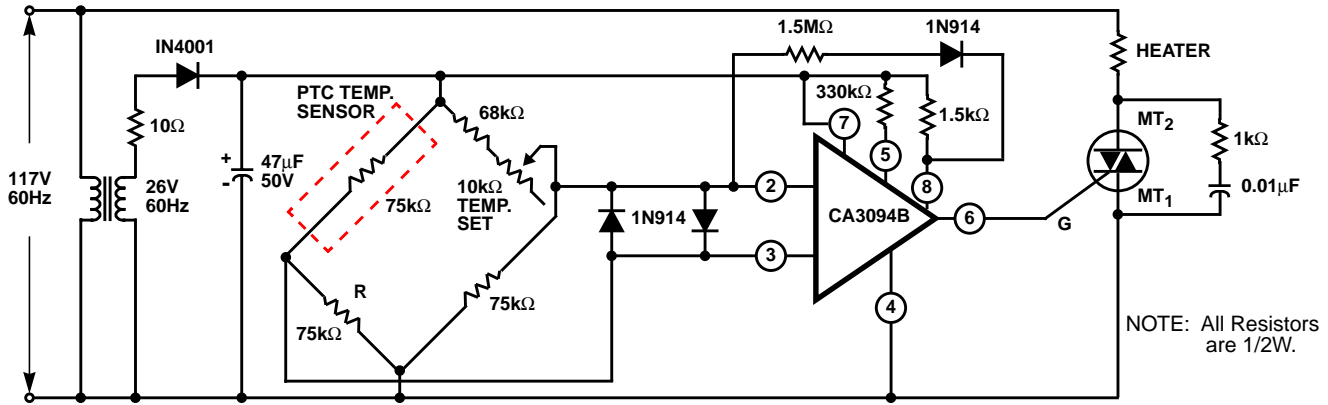 117V
60Hz
26V
60Hz
10Ω
IN4001
+
-
47μF
50V
PTC TEMP.
SENSOR
75kΩ
68kΩ
10kΩ
TEMP.
SET
R
75kΩ
75kΩ
1N914
1.5MΩ
1N914
330kΩ
1.5kΩ
7
5
8
2
3
CA3094B
6
4
G
HEATER
MT2
MT1
1kΩ
0.01μF
NOTE: All Resistors
are 1/2W.